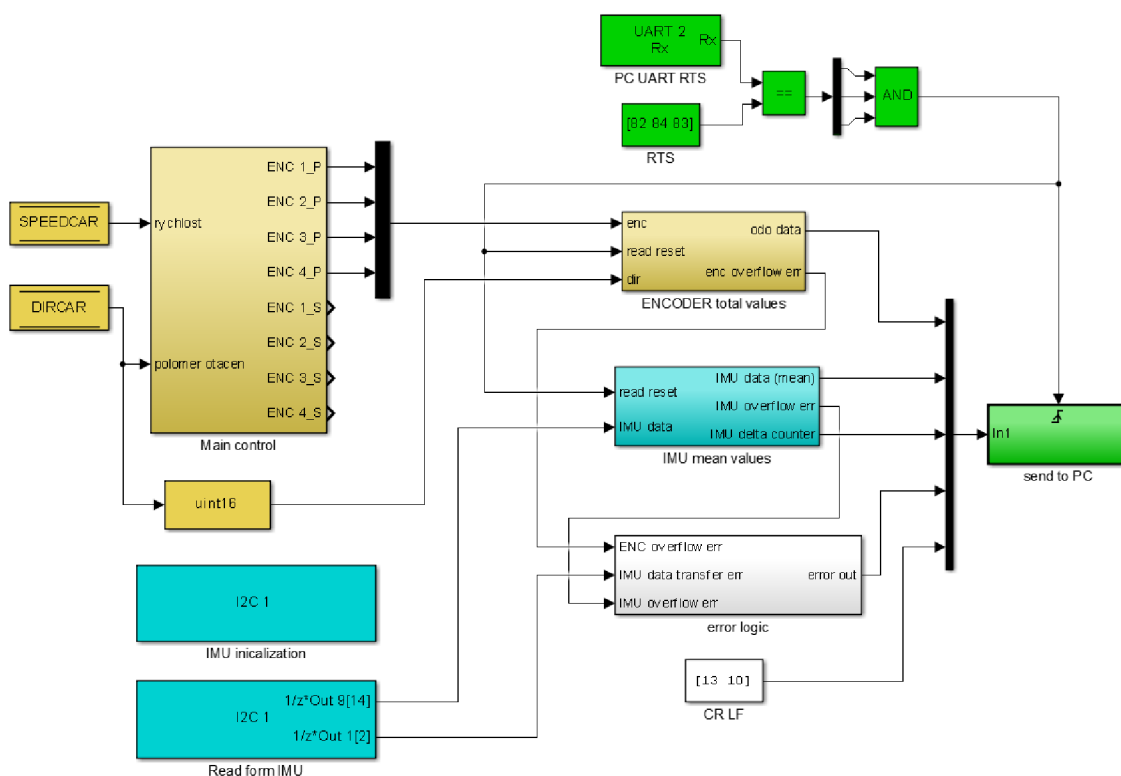 UART 2
Rx
Rx
PC UART RTS
==
AND
[82 84 83]
RTS
SPEEDCAR
DIRCAR
rychlost
polomer otacen
ENC 1_P
ENC 2_P
ENC 3_P
ENC 4_P
ENC 1_S
ENC 2_S
ENC 3_S
ENC 4_S
Main control
enc
read reset
dir
odo data
enc overflow err
ENCODER total values
read reset
IMU data
IMU data (mean)
IMU overflow err
IMU delta counter
IMU mean values
In1
send to PC
uint16
ENC overflow err
IMU data transfer err
IMU overflow err
error out
error logic
I2C 1
IMU inicalization
I2C 1
1/z*Out 9[14]
1/z*Out 1[2]
Read form IMU
[13 10]
CR LF